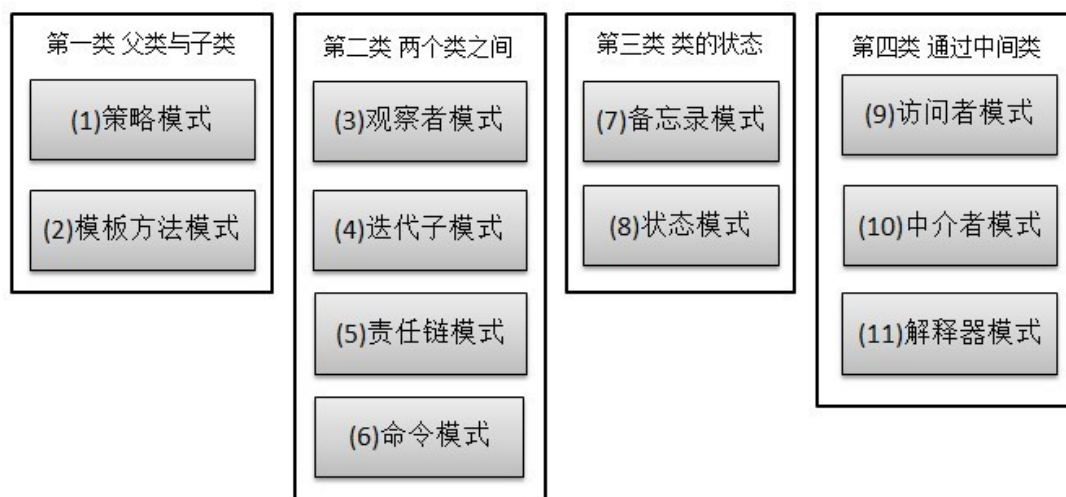 第一类 父类与子类
(1)策略模式
(2)模板方法模式
第二类 两个类之间
(3)观察者模式
(4)迭代子模式
(5)责任链模式
(6)命令模式
第三类 类的状态
(7)备忘录模式
(8)状态模式
第四类 通过中间类
(9)访问者模式
(10)中介者模式
(11)解释器模式